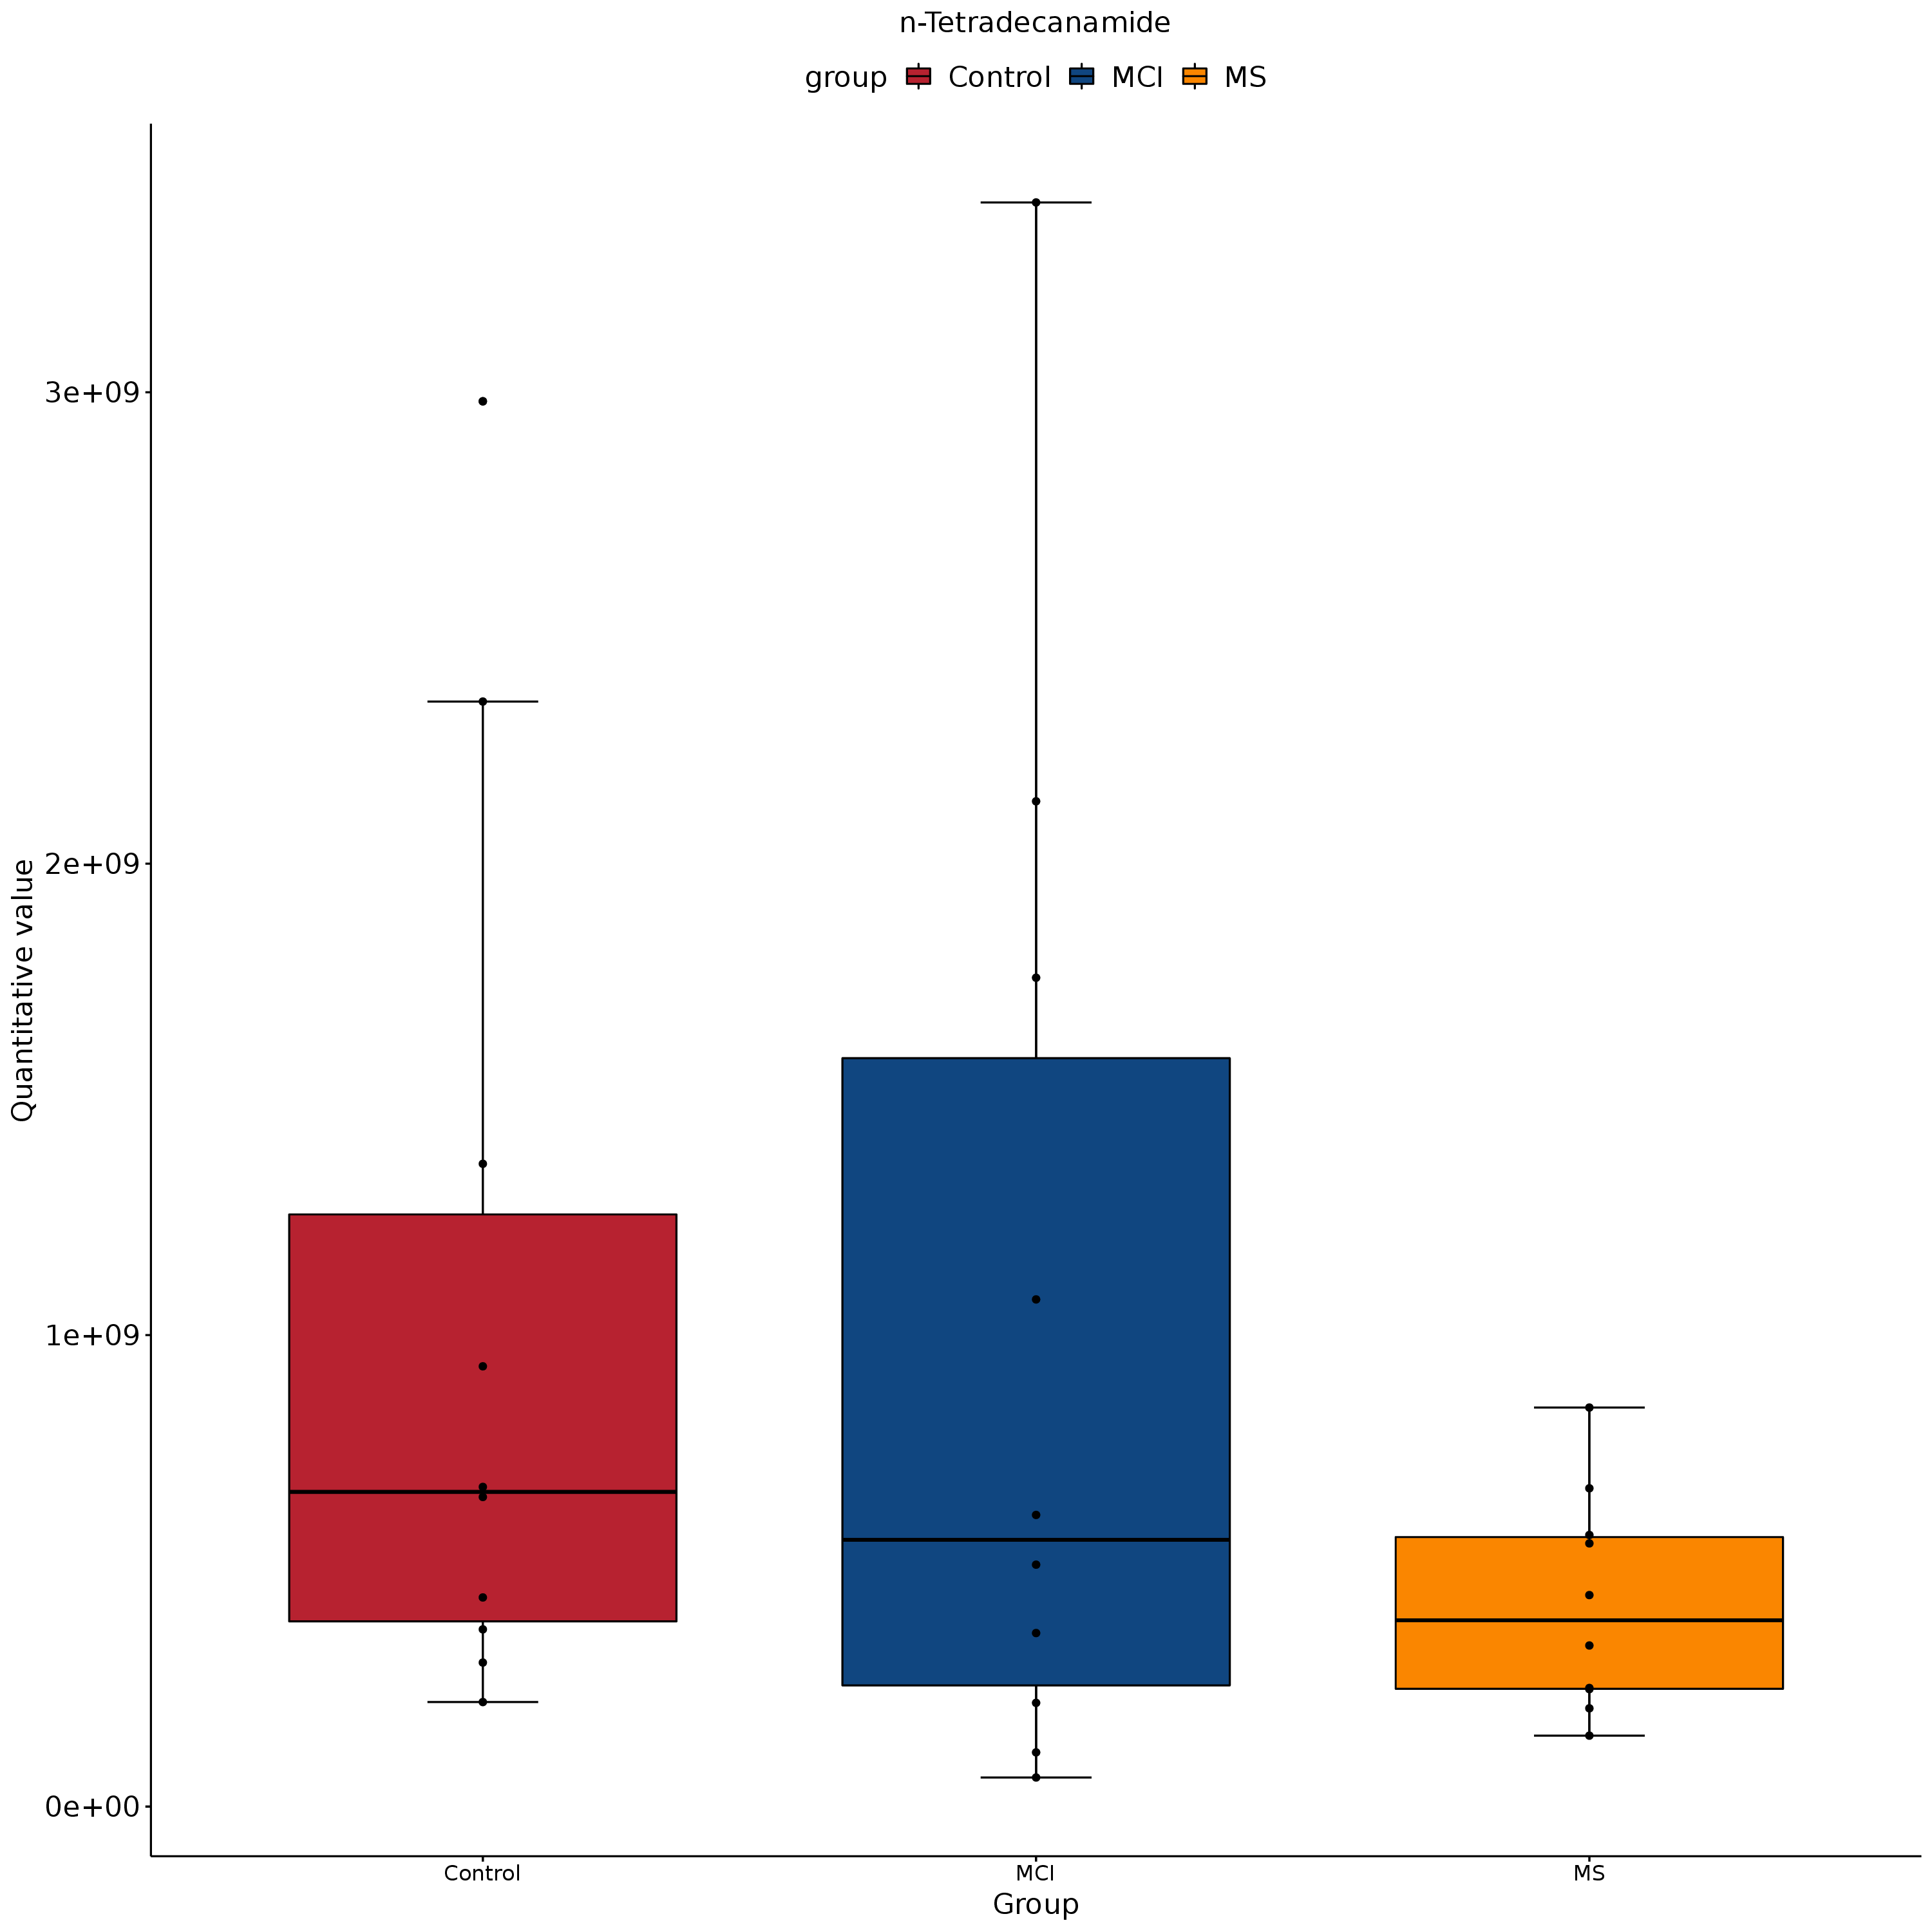 n-Tetradecanamide
group Control MCI MS
Quantitative value
3e+09
2e+09
1e+09
0e+00
Control MCI MS
Group